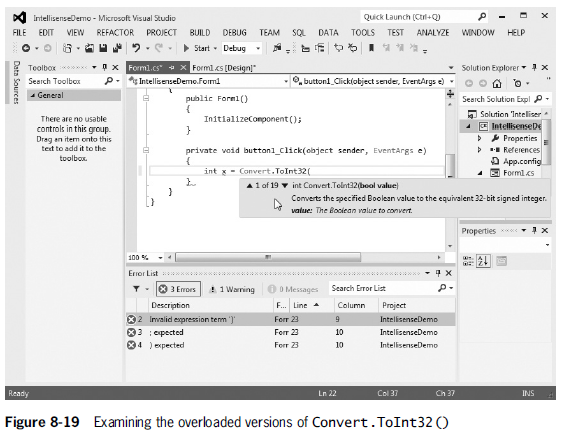 IntellisenseDemo - Microsoft Visual Studio
Quick Launch (Ctrl+Q)
FILE EDIT VIEW REFACTOR PROJECT BUILD DEBUG TEAM SQL DATA TOOLS TEST ANALYZE WINDOW HELP
Start Debug
Data Sources
Toolbox
Search Toolbox
General
There are no usable
controls in this group.
Drag an item onto this
text to add it to the
toolbox.
Form1.cs* Form1.cs [Design]*
IntellisenseDemo.Form1 button1_Click(object sender, EventArgs e)
{
public Form1()
{
InitializeComponent();
}
private void button1_Click(object sender, EventArgs e)
{
int x = Convert.ToInt32(
}
}
}
1 of 19 int Convert.ToInt32(bool value)
Converts the specified Boolean value to the equivalent 32-bit signed integer.
value: The Boolean value to convert.
100 %
Solution Explorer
Search Solution Expl
Solution 'Intelliser
IntellisenseDe
Properties
References
App.config
Form1.cs
Properties
Error List
3 Errors 1 Warning 0 Messages Search Error List
Description F... Line Column Project
2 Invalid expression term '}' Forr 23 9 IntellisenseDemo
3 ; expected Forr 23 10 IntellisenseDemo
4 ) expected Forr 23 10 IntellisenseDemo
Ready Ln 22 Col 37 Ch 37 INS
Figure 8-19 Examining the overloaded versions of Convert.ToInt32()